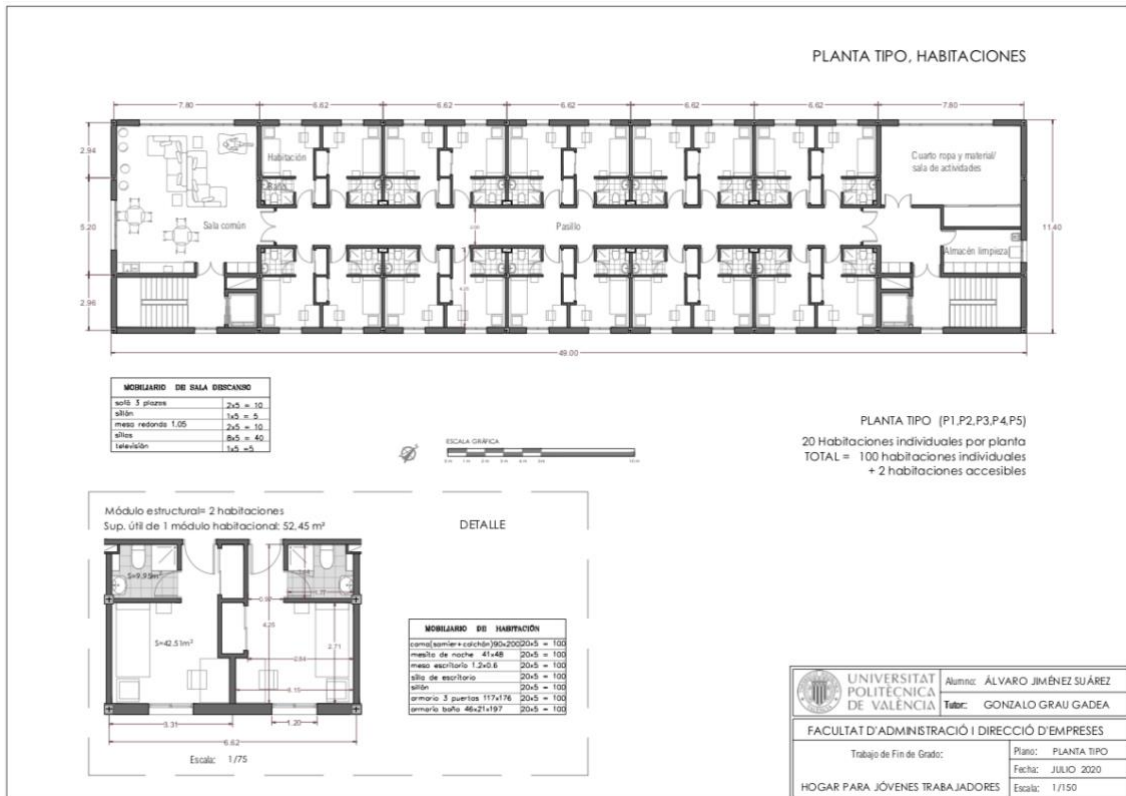 PLANTA TIPO, HABITACIONES
7.80
6.62
6.62
6.62
6.62
6.62
7.80
2.94
5.20
2.96
11.40
49.00
Habitación
Baño
Sala común
Pasillo
Cuarto ropa y material/
sala de actividades
Almacén limpieza
MOBILIARIO DE SALA DESCANSO
sofá 3 plazas 2x5 = 10
sillón 1x5 = 5
mesa redonda 1.05 2x5 = 10
sillas 8x5 = 40
televisión 1x5 =5
ESCALA GRÁFICA
PLANTA TIPO (P1,P2,P3,P4,P5)
20 Habitaciones individuales por planta
TOTAL = 100 habitaciones individuales
+ 2 habitaciones accesibles
Módulo estructural= 2 habitaciones
Sup. útil de 1 módulo habitacional: 52,45 m²
DETALLE
S=9,95m²
S=42.51m²
2.71
6.15
3.31
1.20
6.62
Escala: 1/75
MOBILIARIO DE HABITACIÓN
cama(somier+colchón)90x200 20x5 = 100
mesita de noche 41x48 20x5 = 100
mesa escritorio 1.2x0.6 20x5 = 100
silla de escritorio 20x5 = 100
sillón 20x5 = 100
armario 3 puertas 117x176 20x5 = 100
armario baño 46x21x197 20x5 = 100
UNIVERSITAT
POLITÈCNICA
DE VALÈNCIA
Alumno: ÁLVARO JIMÉNEZ SUÁREZ
Tutor: GONZALO GRAU GADEA
FACULTAT D'ADMINISTRACIÓ I DIRECCIÓ D'EMPRESES
Trabajo de Fin de Grado:
HOGAR PARA JÓVENES TRABAJADORES
Plano: PLANTA TIPO
Fecha: JULIO 2020
Escala: 1/150